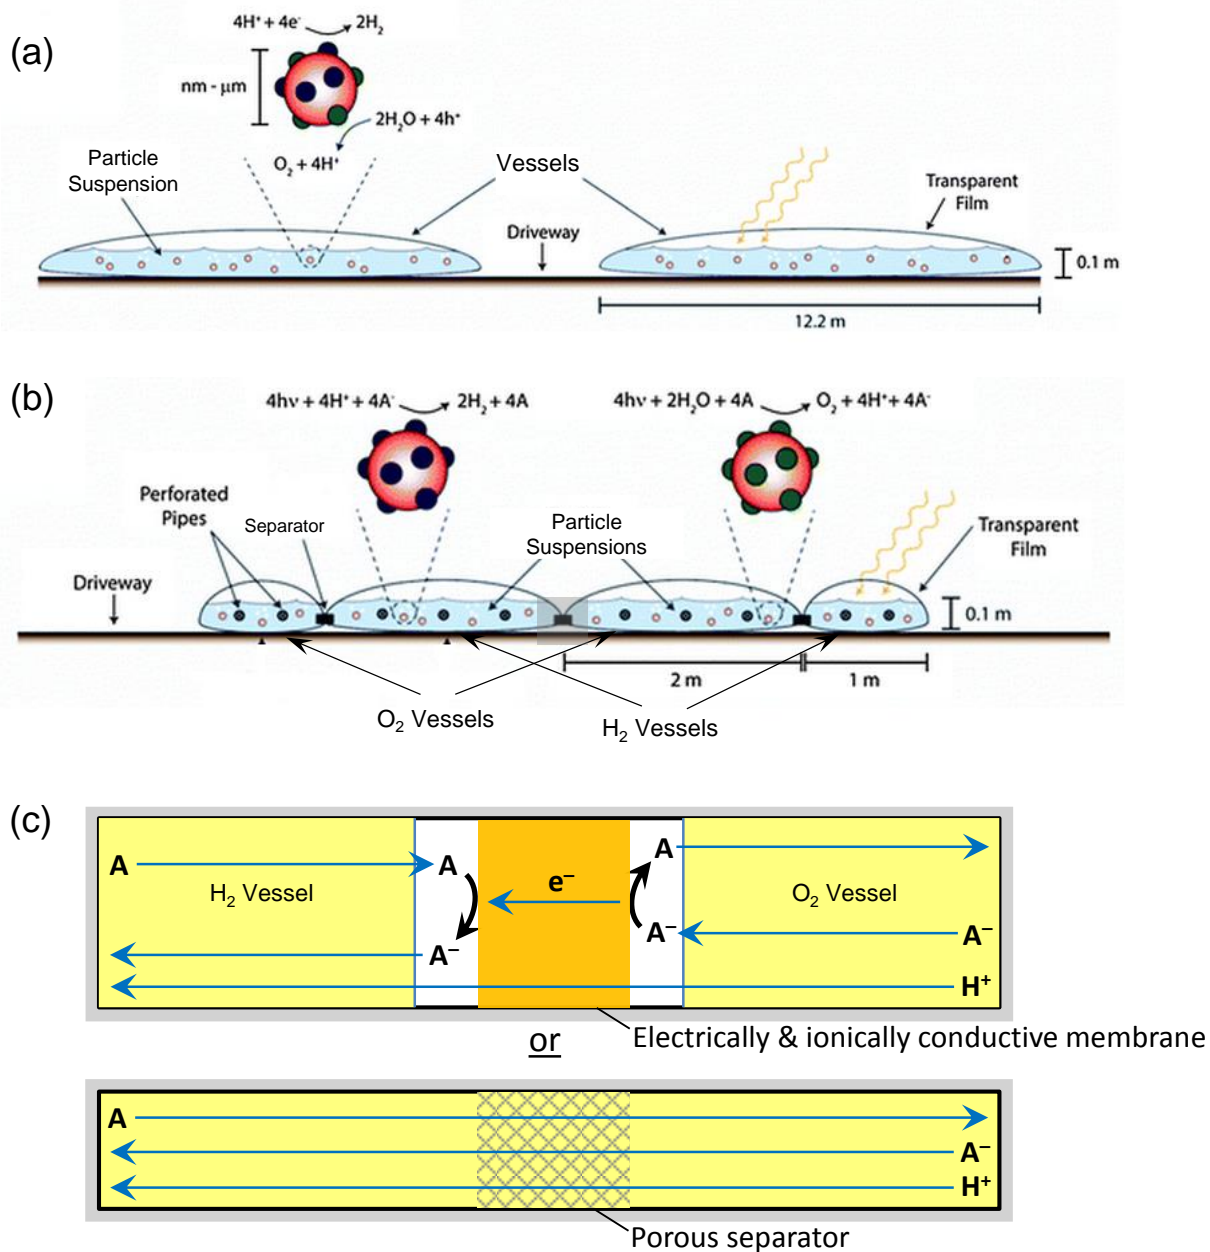 (a)
4H⁺ + 4e⁻
2H₂
nm - μm
2H₂O + 4h⁺
O₂ + 4H⁺
Particle
Suspension
Vessels
Transparent
Film
Driveway
0.1 m
12.2 m
(b)
4hν + 4H⁺ + 4A⁻
2H₂ + 4A
4hν + 2H₂O + 4A
O₂ + 4H⁺ + 4A⁻
Perforated
Pipes
Separator
Particle
Suspensions
Transparent
Film
Driveway
0.1 m
2 m
1 m
O₂ Vessels
H₂ Vessels
(c)
A
A
e⁻
A
H₂ Vessel
O₂ Vessel
A⁻
A⁻
A⁻
H⁺
Electrically & ionically conductive membrane
or
A
A⁻
H⁺
Porous separator